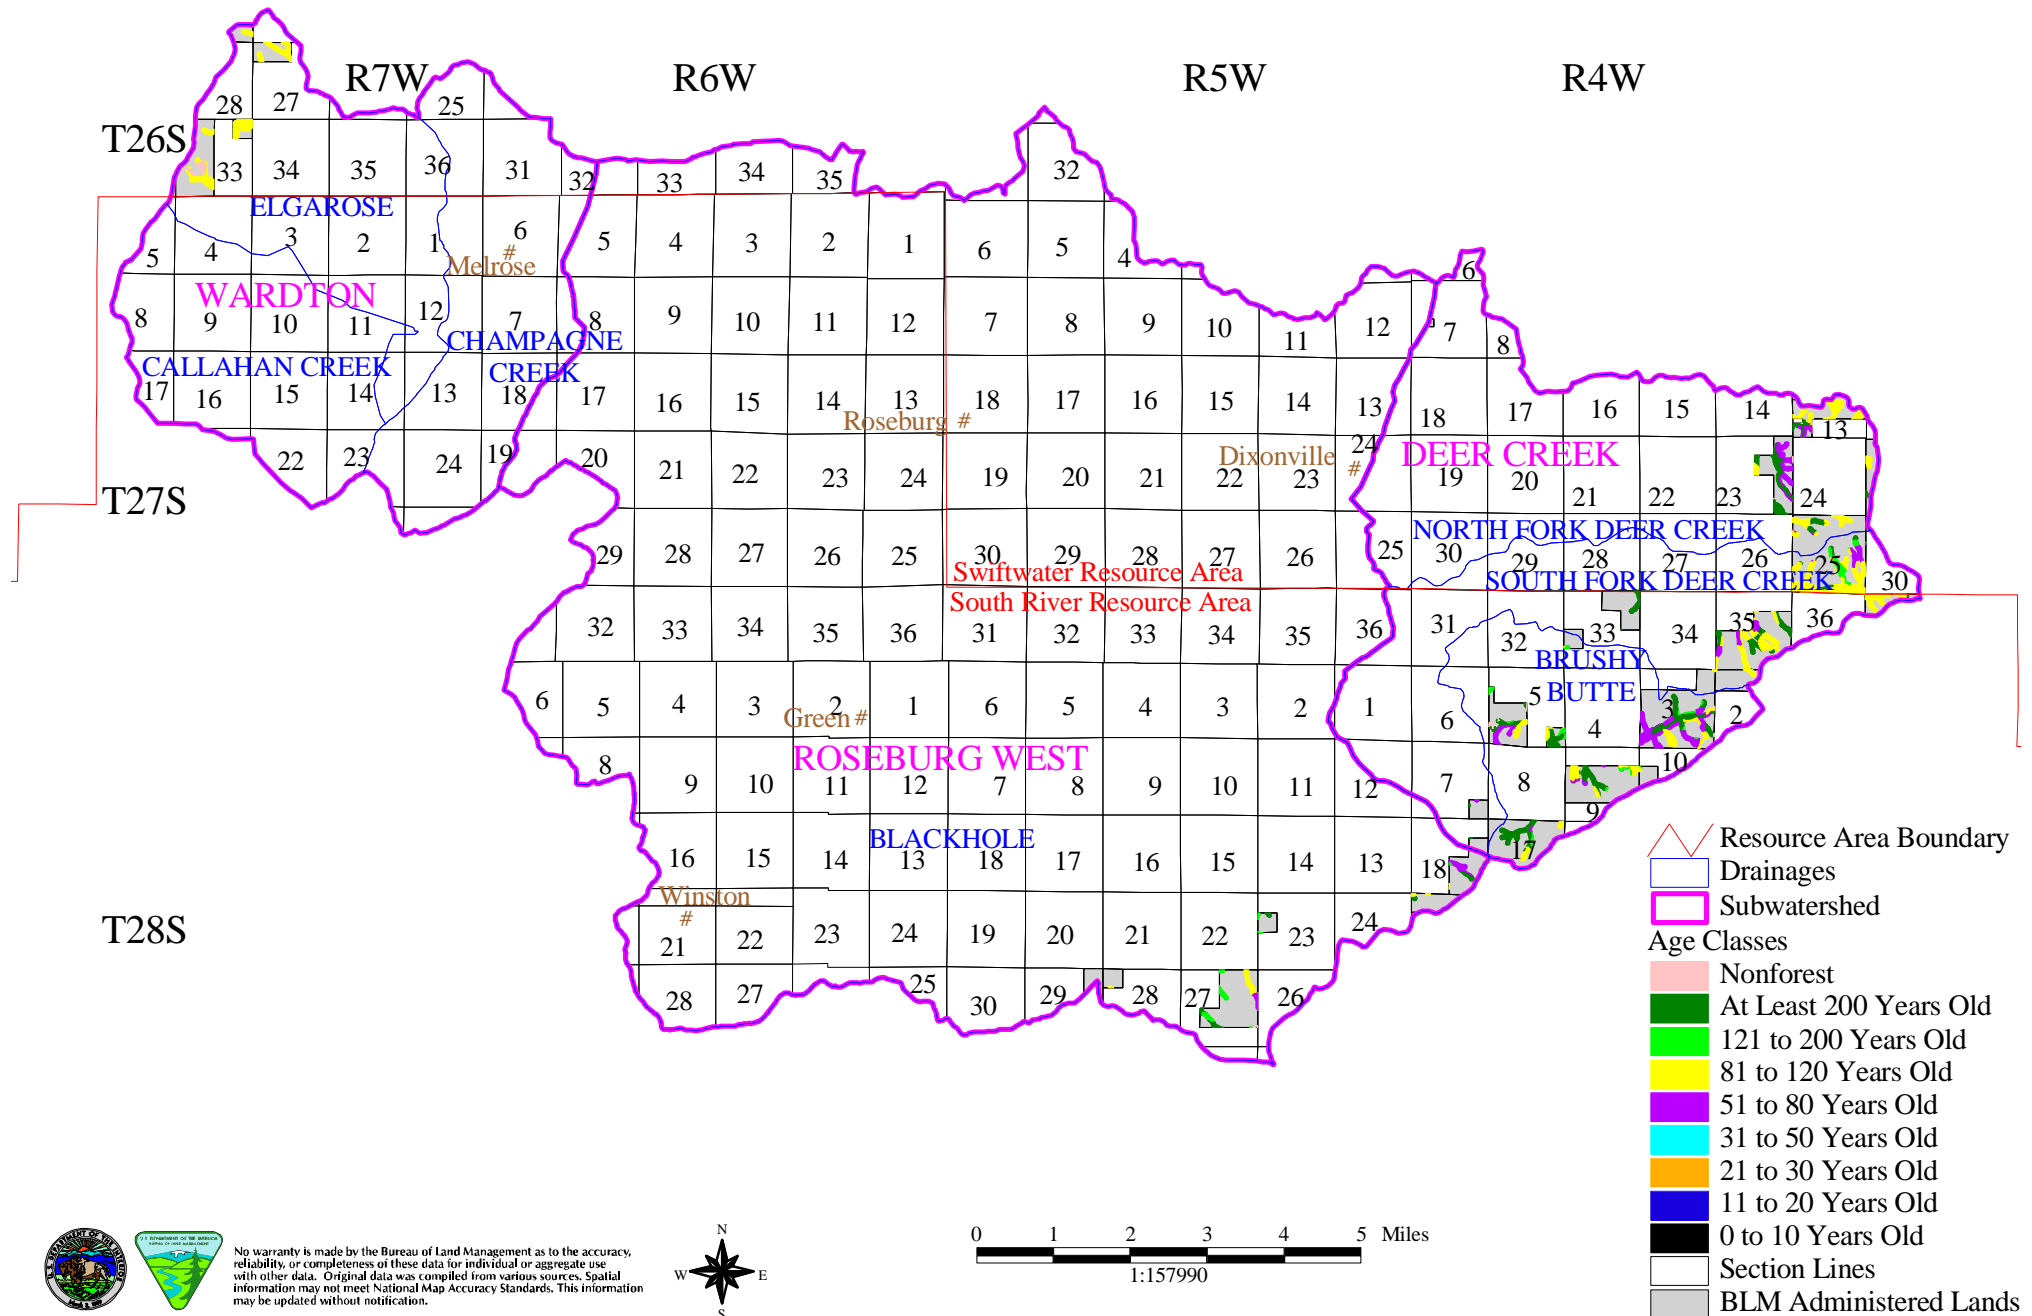 R7W R6W R5W R4W
28 27 25
T26S
33 34 35 36 31 32 33 34 35 32
ELGAROSE
5 4 3 2 1 6 5 4 3 2 1 6 5 4 6
#
Melrose
WARDTON
8 9 10 11 12 7 8 9 10 11 12 7 8 9 10 11 12 7 8
CHAMPAGNE
CREEK
CALLAHAN CREEK
17 16 15 14 13 18 17 16 15 14 13 18 17 16 15 14 13 18 17 16 15 14 13
Roseburg #
Dixonville #
DEER CREEK
22 23 24 19 20 21 22 23 24 19 20 21 22 23 24 19 20 21 22 23 24
T27S
NORTH FORK DEER CREEK
29 28 27 26 25 30 29 28 27 26 25 30 29 28 27 26 25 30
Swiftwater Resource Area
SOUTH FORK DEER CREEK
South River Resource Area
32 33 34 35 36 31 32 33 34 35 36 31 32 33 34 35 36
BRUSHY
BUTTE
6 5 4 3 2 1 6 5 4 3 2 1 6 5 4 3 2
Green #
ROSEBURG WEST
8 9 10 11 12 7 8 9 10 11 12 7 8 9 10
BLACKHOLE
16 15 14 13 18 17 16 15 14 13 18 17
Winston
#
T28S
21 22 23 24 19 20 21 22 23 24
28 27 25 30 29 28 27 26
Resource Area Boundary
Drainages
Subwatershed
Age Classes
Nonforest
At Least 200 Years Old
121 to 200 Years Old
81 to 120 Years Old
51 to 80 Years Old
31 to 50 Years Old
21 to 30 Years Old
11 to 20 Years Old
0 to 10 Years Old
Section Lines
BLM Administered Lands
No warranty is made by the Bureau of Land Management as to the accuracy,
reliability, or completeness of these data for individual or aggregate use
with other data. Original data was compiled from various sources. Spatial
information may not meet National Map Accuracy Standards. This information
may be updated without notification.
N
W E
S
0 1 2 3 4 5 Miles
1:157990
U.S. DEPARTMENT OF THE INTERIOR